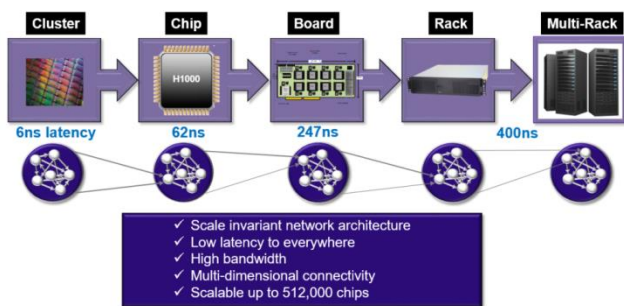 Cluster
Chip
Board
Rack
Multi-Rack
H1000
6ns latency
62ns
247ns
400ns
✓ Scale invariant network architecture
✓ Low latency to everywhere
✓ High bandwidth
✓ Multi-dimensional connectivity
✓ Scalable up to 512,000 chips